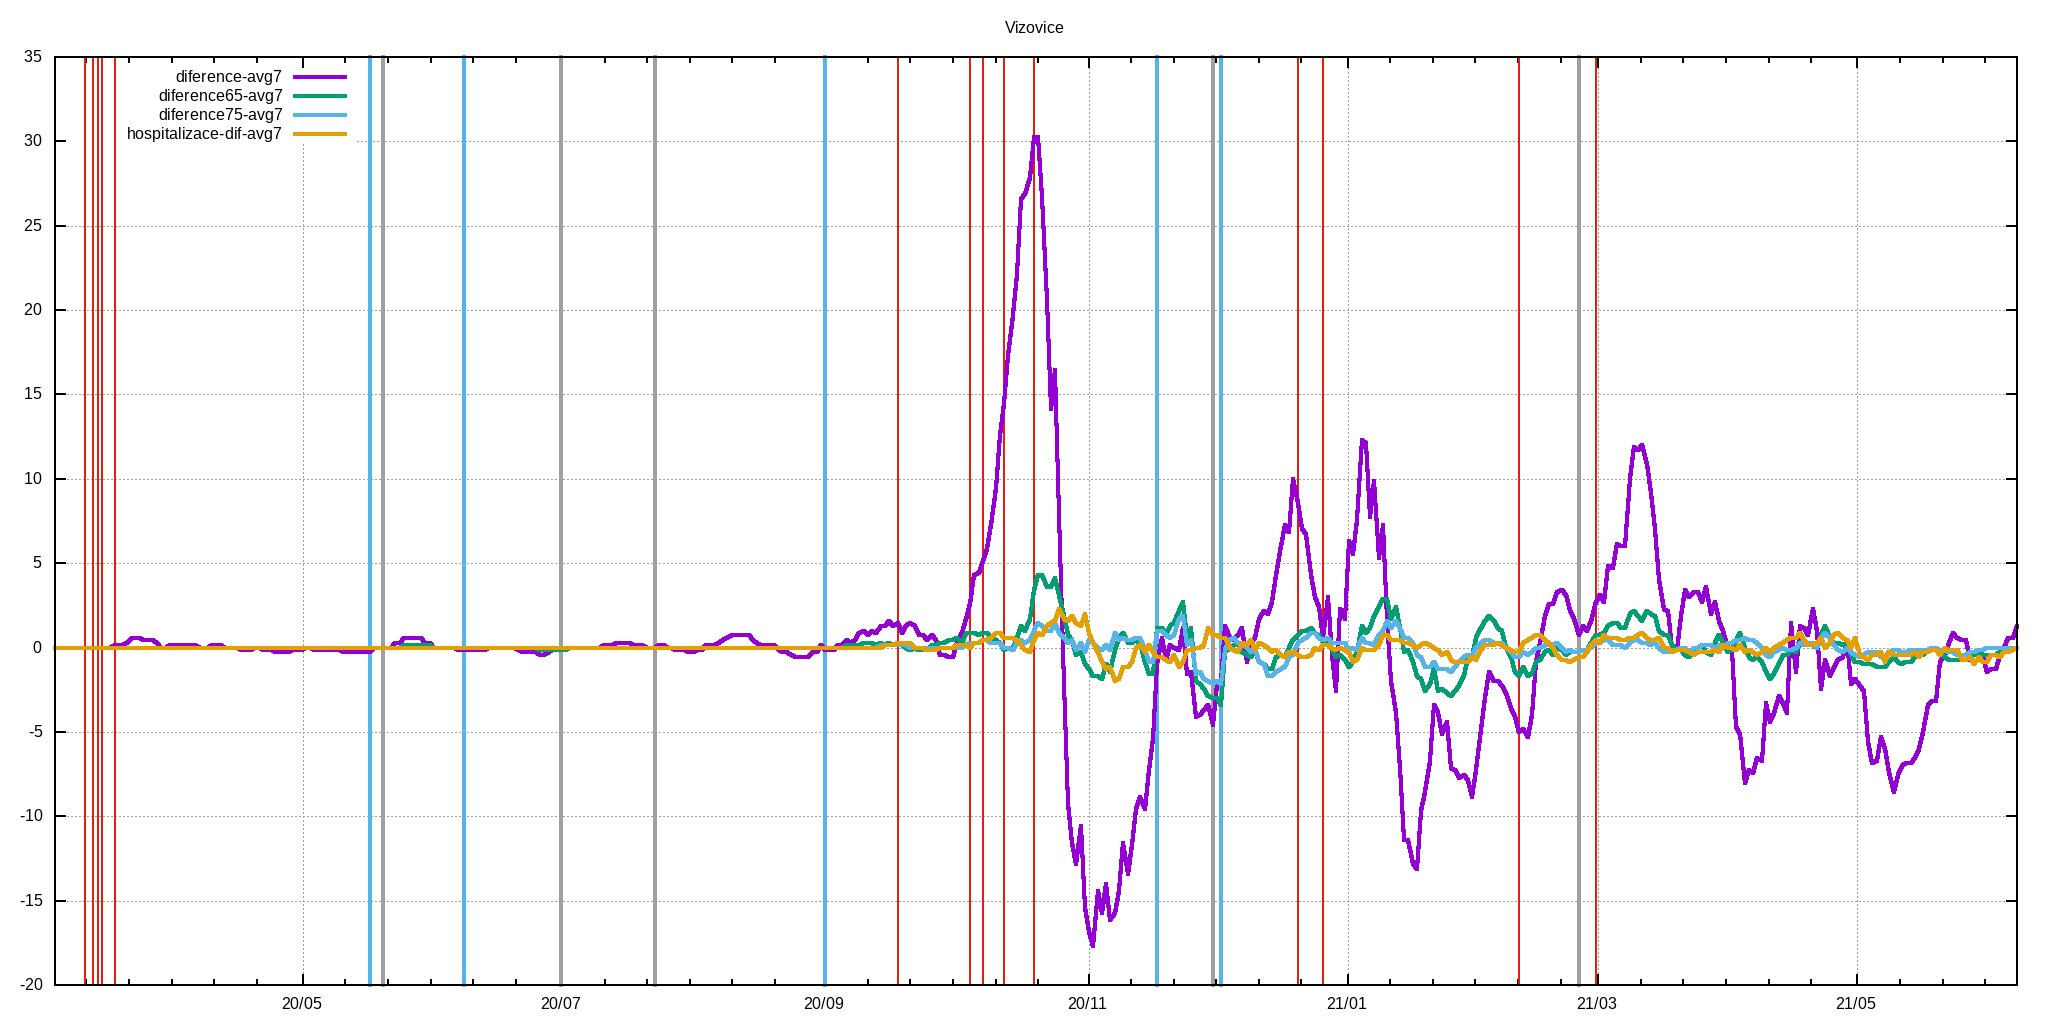 Vizovice
35
30
25
20
15
10
5
0
-5
-10
-15
-20
diference-avg7
diference65-avg7
diference75-avg7
hospitalizace-dif-avg7
20/05 20/07 20/09 20/11 21/01 21/03 21/05